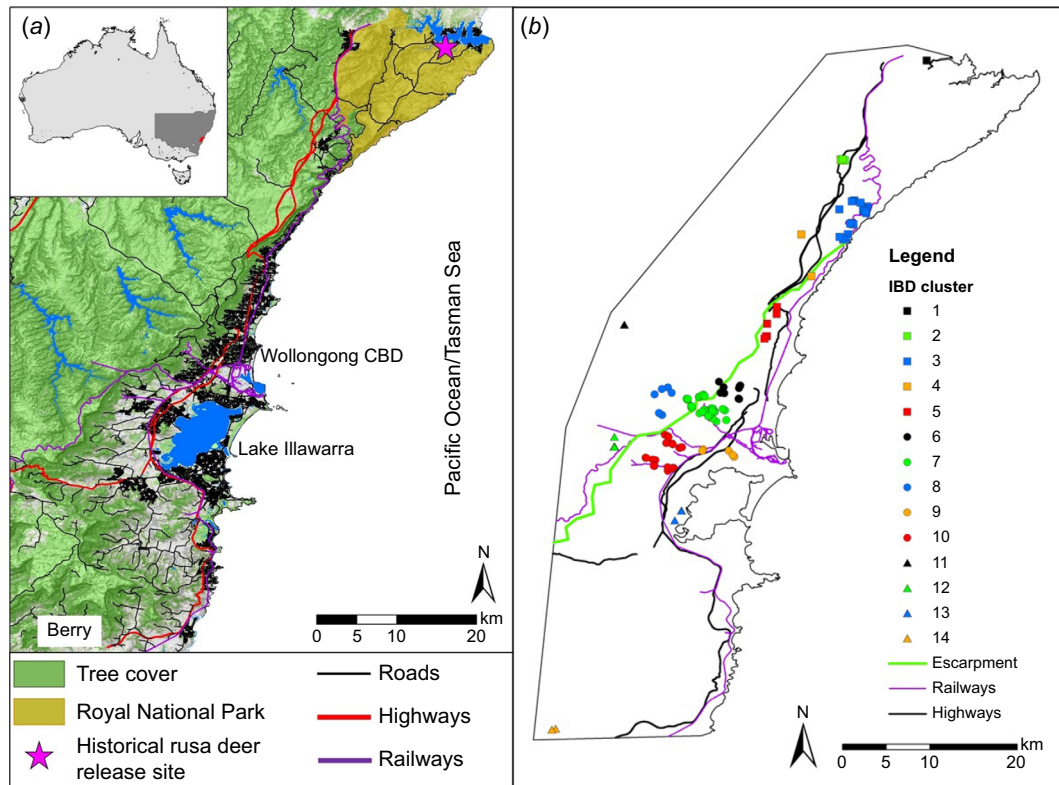 (a)
Wollongong CBD
Lake Illawarra
Pacific Ocean/Tasman Sea
Berry
N
km
0 5 10 20
Tree cover
Royal National Park
Historical rusa deer
release site
Roads
Highways
Railways
(b)
Legend
IBD cluster
1
2
3
4
5
6
7
8
9
10
11
12
13
14
Escarpment
Railways
Highways
N
km
0 5 10 20